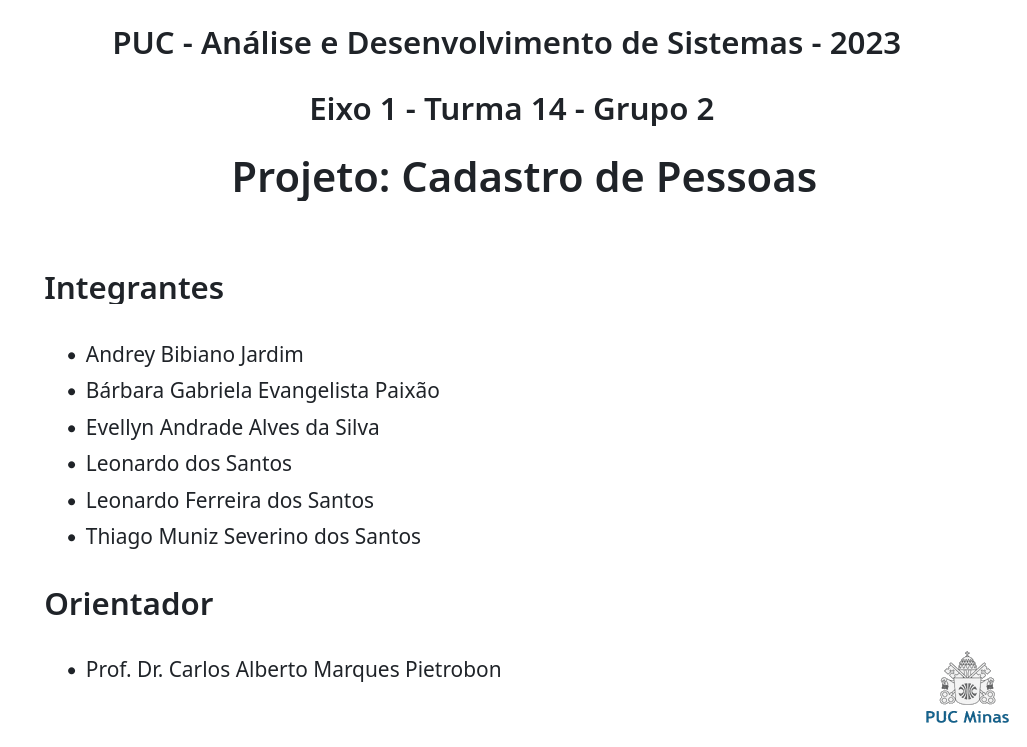 PUC - Análise e Desenvolvimento de Sistemas - 2023
Eixo 1 - Turma 14 - Grupo 2
Projeto: Cadastro de Pessoas
Integrantes
• Andrey Bibiano Jardim
• Bárbara Gabriela Evangelista Paixão
• Evellyn Andrade Alves da Silva
• Leonardo dos Santos
• Leonardo Ferreira dos Santos
• Thiago Muniz Severino dos Santos
Orientador
• Prof. Dr. Carlos Alberto Marques Pietrobon
PUC Minas